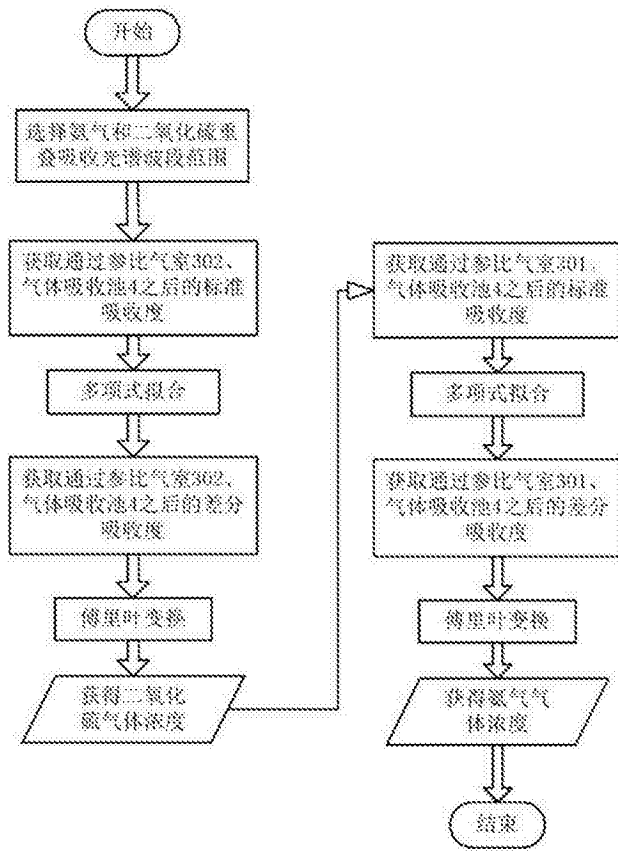 开始
选择氨气和二氧化硫重
叠吸收光谱波段范围
获取通过参比气室302、
气体吸收池4之后的标准
吸收度
多项式拟合
获取通过参比气室302、
气体吸收池4之后的差分
吸收度
傅里叶变换
获得二氧化
硫气体浓度
获取通过参比气室301、
气体吸收池4之后的标准
吸收度
多项式拟合
获取通过参比气室301、
气体吸收池4之后的差分
吸收度
傅里叶变换
获得氨气气
体浓度
结束